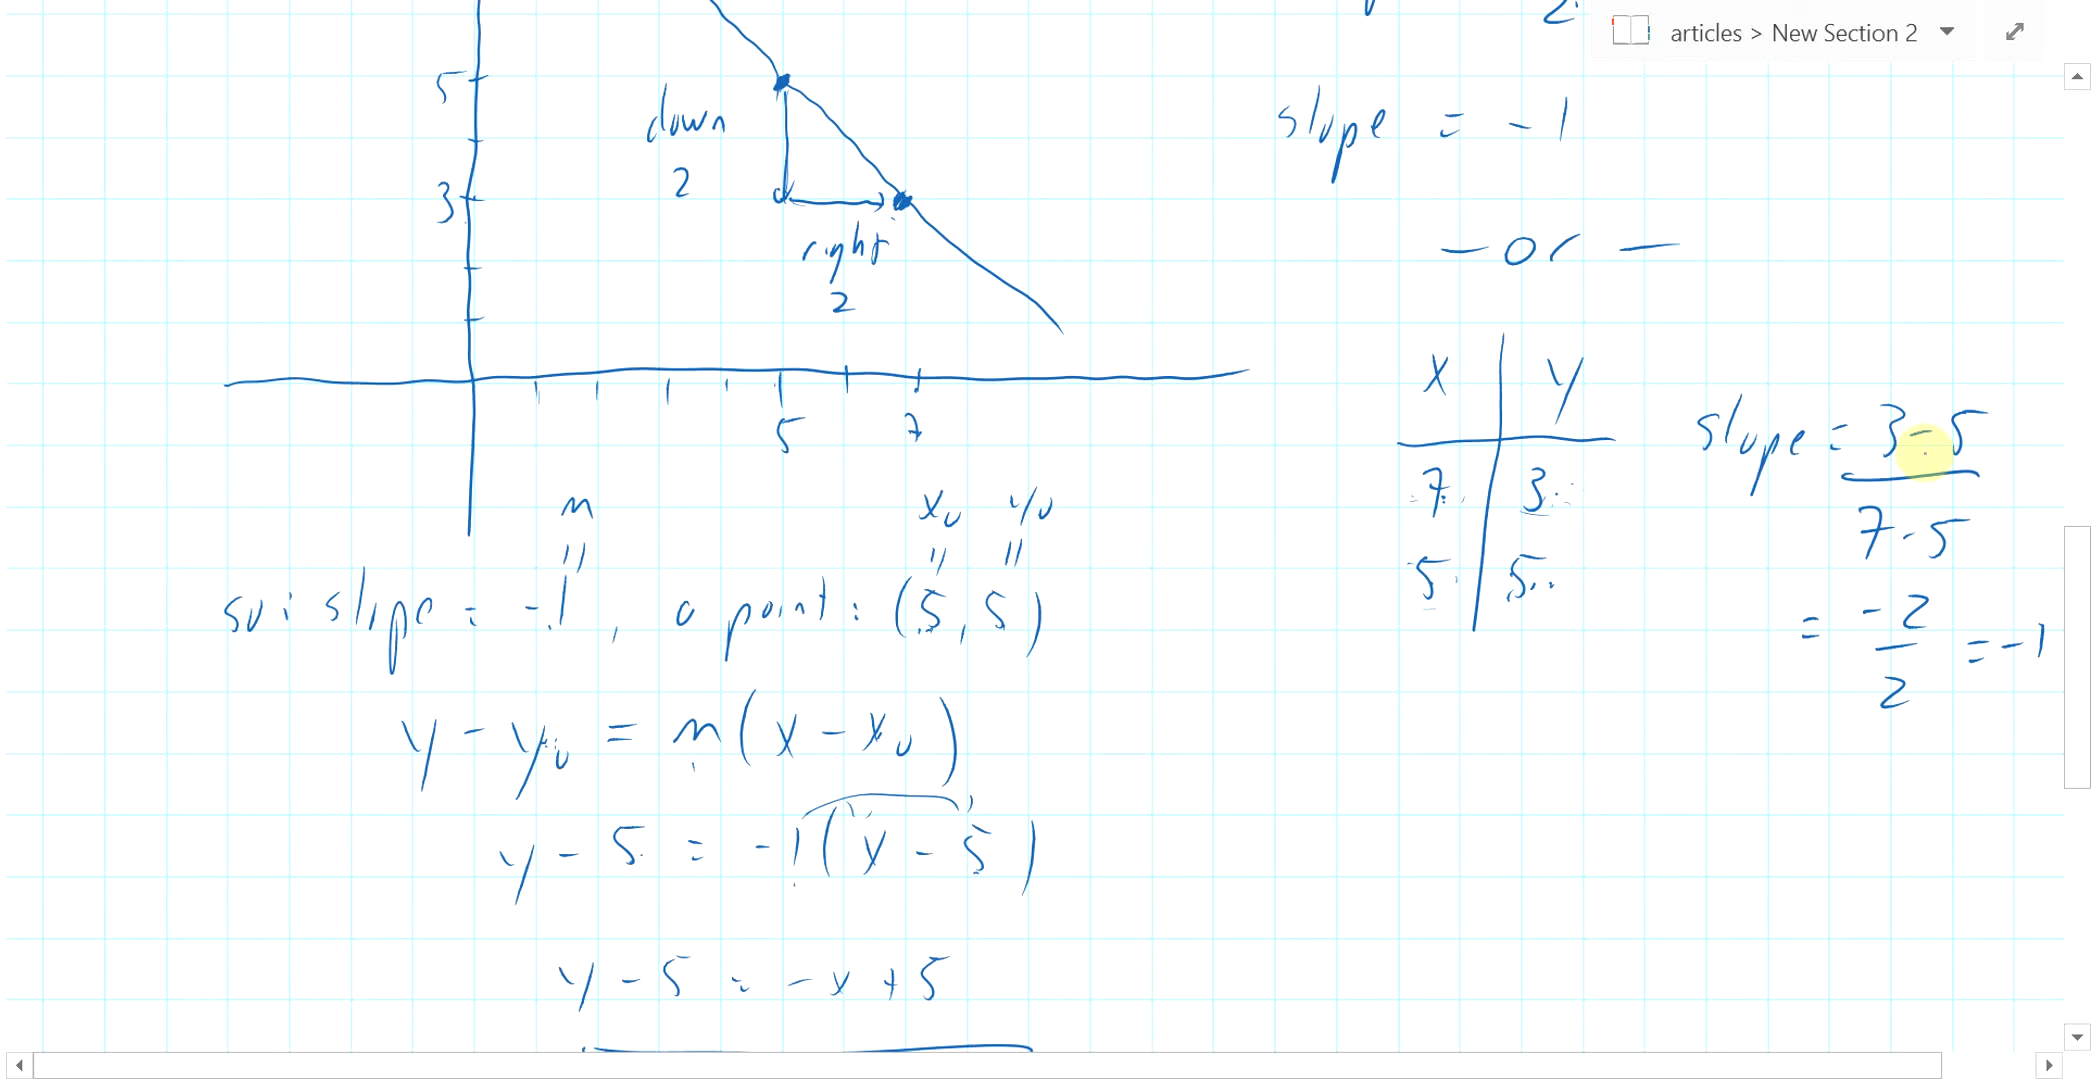 articles > New Section 2
2
5
down
2
3
right
2
5 7
slope = -1
- or -
x y
7 3
5 5
slope = 3-5
7-5
= -2
2
= -1
m x₀ y₀
" " "
so: slope = -1, a point: (5, 5)
y - y₀ = m(x - x₀)
y - 5 = -1(x - 5)
y - 5 = -x + 5